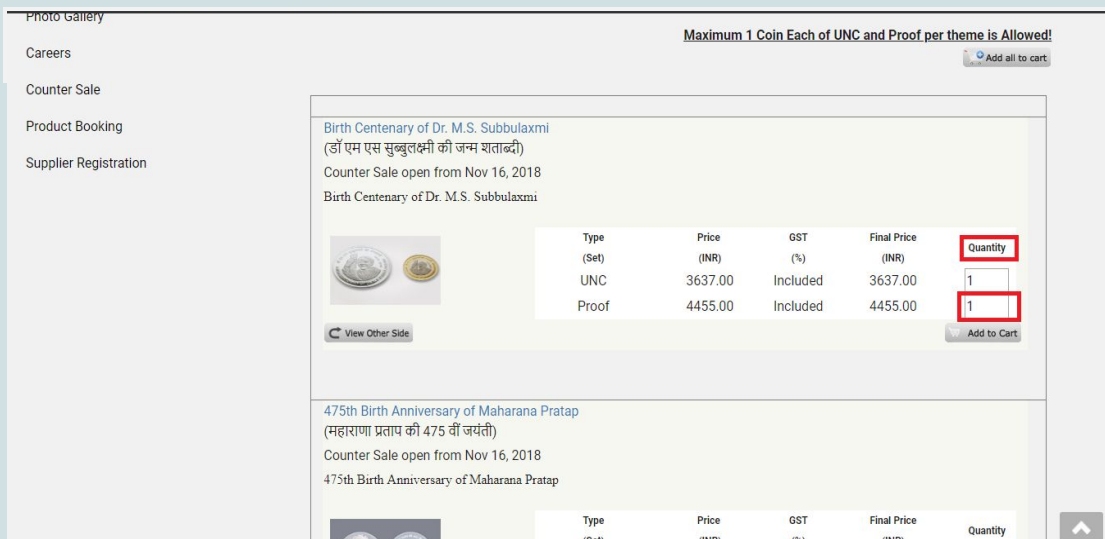 Photo Gallery
Careers
Counter Sale
Product Booking
Supplier Registration
Maximum 1 Coin Each of UNC and Proof per theme is Allowed!
Add all to cart
Birth Centenary of Dr. M.S. Subbulaxmi
(डॉ एम एस सुब्बुलक्ष्मी की जन्म शताब्दी)
Counter Sale open from Nov 16, 2018
Birth Centenary of Dr. M.S. Subbulaxmi
Type Price GST Final Price Quantity
(Set) (INR) (%) (INR)
UNC 3637.00 Included 3637.00 1
Proof 4455.00 Included 4455.00 1
View Other Side Add to Cart
475th Birth Anniversary of Maharana Pratap
(महाराणा प्रताप की 475 वीं जयंती)
Counter Sale open from Nov 16, 2018
475th Birth Anniversary of Maharana Pratap
Type Price GST Final Price Quantity
(Set) (INR) (%) (INR)